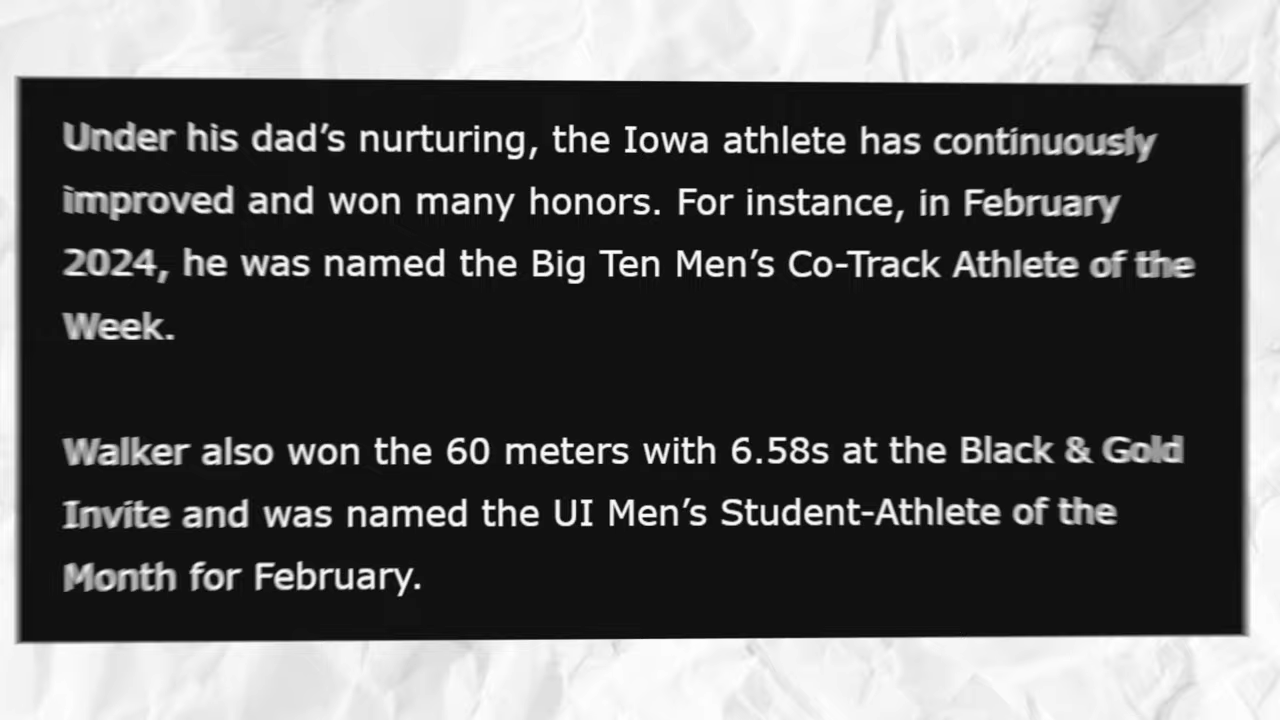 Under his dad’s nurturing, the Iowa athlete has continuously
improved and won many honors. For instance, in February
2024, he was named the Big Ten Men’s Co-Track Athlete of the
Week.
Walker also won the 60 meters with 6.58s at the Black & Gold
Invite and was named the UI Men’s Student-Athlete of the
Month for February.